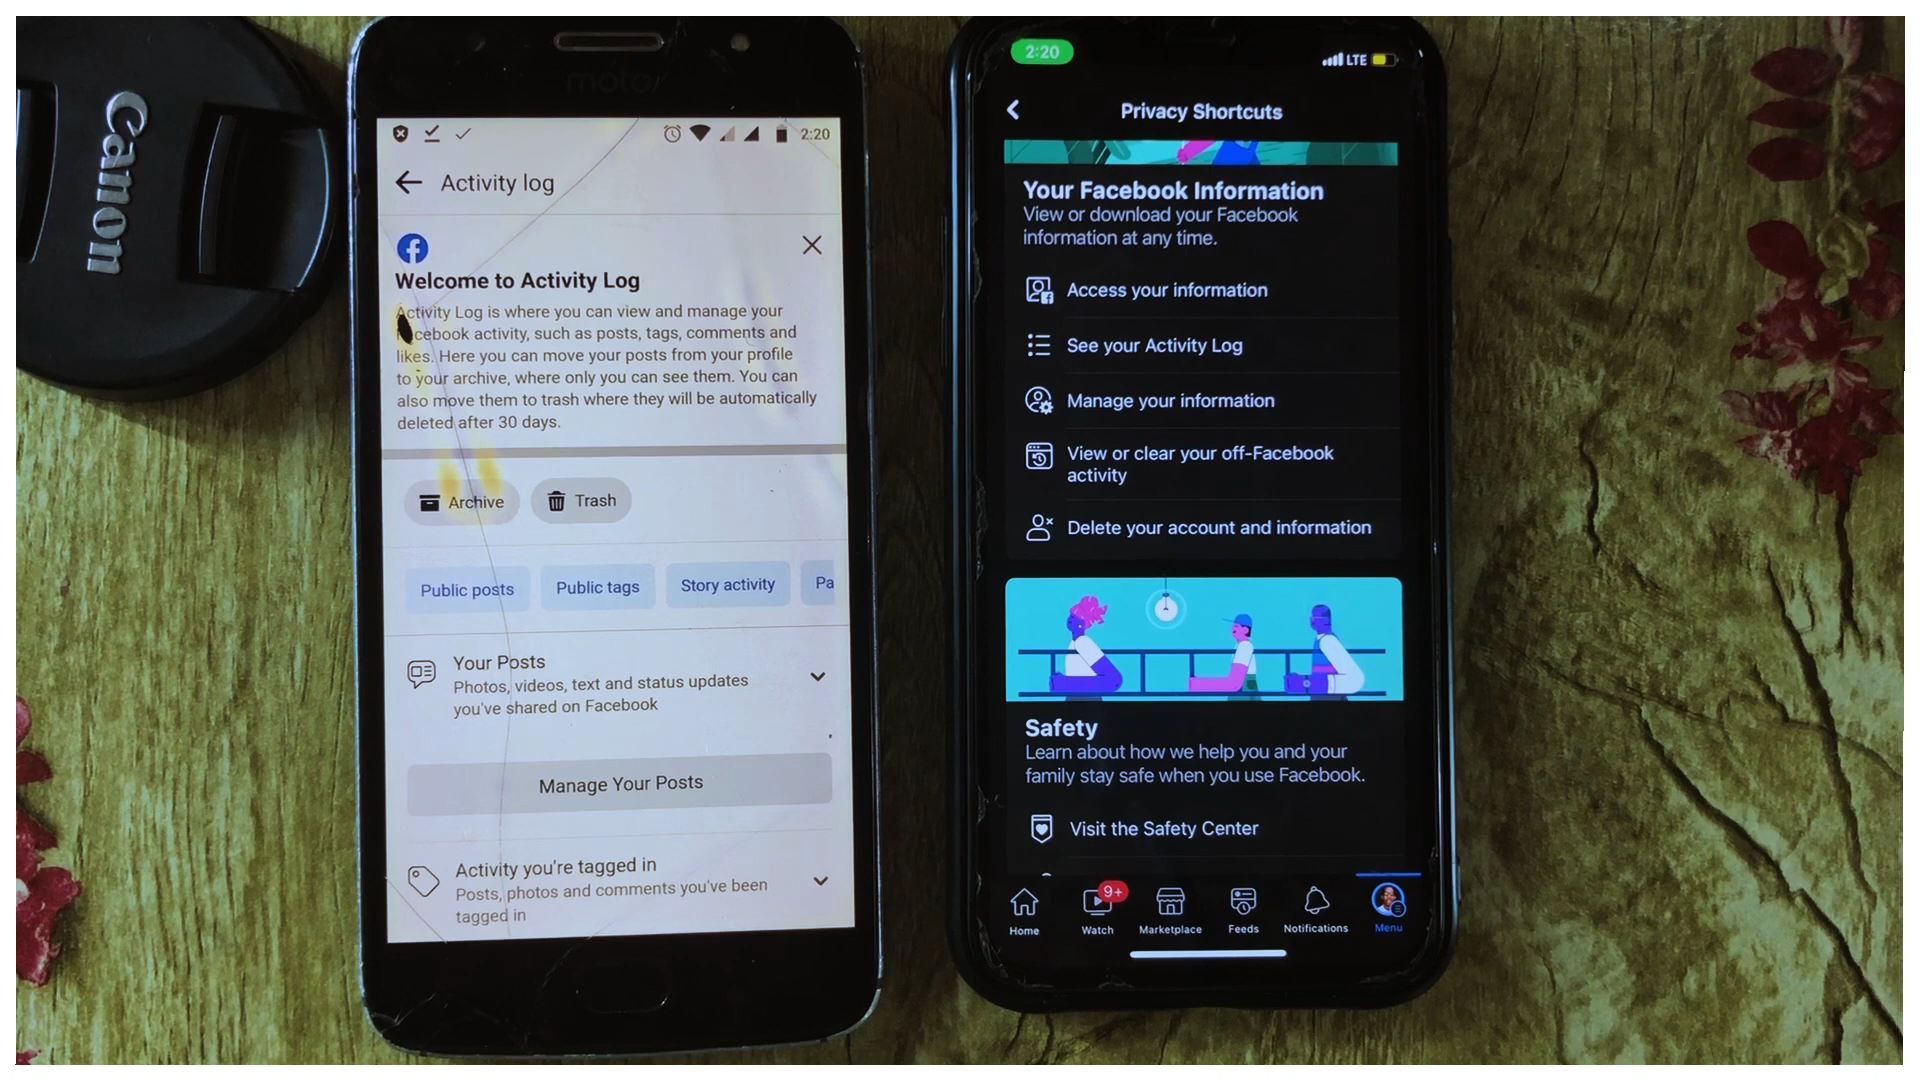 Canon
moto
2:20
Activity log
Welcome to Activity Log
Activity Log is where you can view and manage your
Facebook activity, such as posts, tags, comments and
likes. Here you can move your posts from your profile
to your archive, where only you can see them. You can
also move them to trash where they will be automatically
deleted after 30 days.
Archive
Trash
Public posts
Public tags
Story activity
Pa
Your Posts
Photos, videos, text and status updates
you've shared on Facebook
Manage Your Posts
Activity you're tagged in
Posts, photos and comments you've been
tagged in
2:20
LTE
Privacy Shortcuts
Your Facebook Information
View or download your Facebook
information at any time.
Access your information
See your Activity Log
Manage your information
View or clear your off-Facebook
activity
Delete your account and information
Safety
Learn about how we help you and your
family stay safe when you use Facebook.
Visit the Safety Center
9+
Home
Watch
Marketplace
Feeds
Notifications
Menu